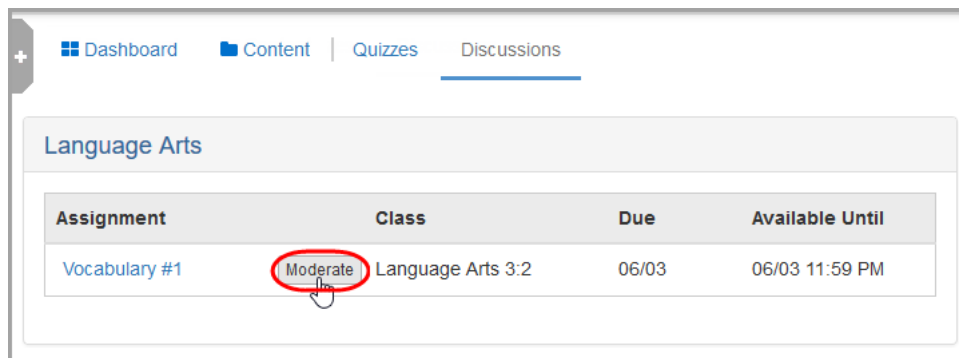 Dashboard Content Quizzes Discussions
Language Arts
Assignment Class Due Available Until
Vocabulary #1 Moderate Language Arts 3:2 06/03 06/03 11:59 PM